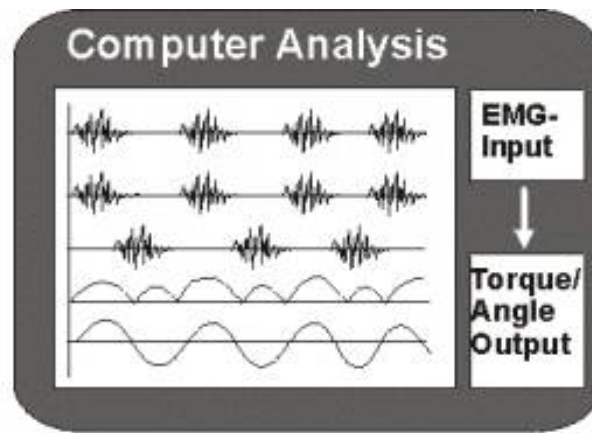 Computer Analysis
EMG-
Input
Torque/
Angle
Output